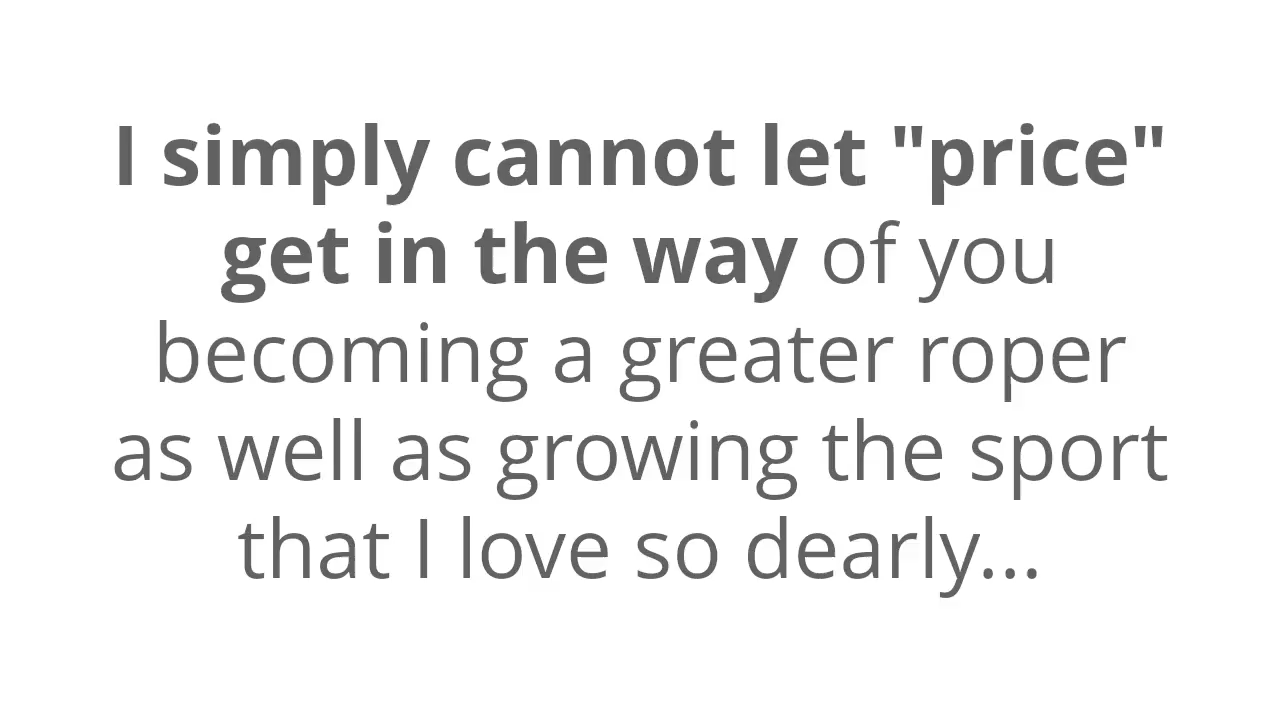 I simply cannot let "price"
get in the way of you
becoming a greater roper
as well as growing the sport
that I love so dearly...